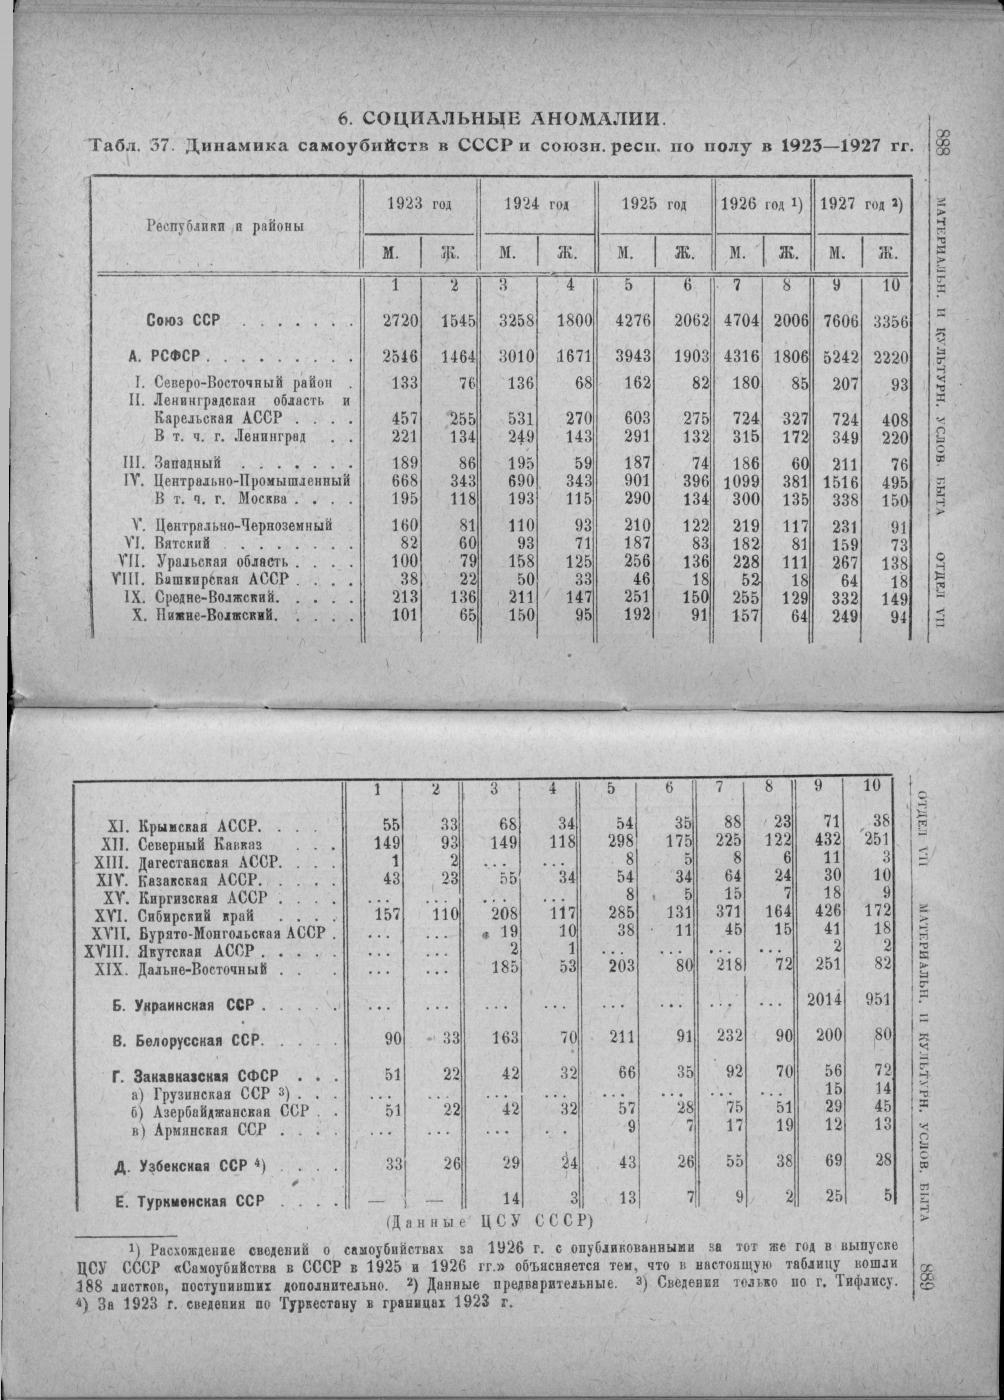 6. СОЦИАЛЬНЫЕ АНОМАЛИИ.
Табл. 37. Динамика самоубийств в СССР и союзн. респ. по полу в 1923—1927 гг.
Республики и районы 1923 год 1924 год 1925 год 1926 год ¹) 1927 год ²)
М. Ж. М. Ж. М. Ж. М. Ж. М. Ж.
1 2 3 4 5 6 7 8 9 10
Союз ССР . . . . . . . 2720 1545 3258 1800 4276 2062 4704 2006 7606 3356
А. РСФСР . . . . . . . . . 2546 1464 3010 1671 3943 1903 4316 1806 5242 2220
I. Северо-Восточный район . 133 76 136 68 162 82 180 85 207 93
II. Ленинградская область и
Карельская АССР . . . . 457 255 531 270 603 275 724 327 724 408
В т. ч. г. Ленинград . . 221 134 249 143 291 132 315 172 349 220
III. Западный . . . . . . . 189 86 195 59 187 74 186 60 211 76
IV. Центрально-Промышленный 668 343 690 343 901 396 1099 381 1516 495
В т. ч. г. Москва . . . . 195 118 193 115 290 134 300 135 338 150
V. Центрально-Черноземный 160 81 110 93 210 122 219 117 231 91
VI. Вятский . . . . . . . 82 60 93 71 187 83 182 81 159 73
VII. Уральская область . . . . 100 79 158 125 256 136 228 111 267 138
VIII. Башкирская АССР . . . . 38 22 50 33 46 18 52 18 64 18
IX. Средне-Волжский. . . . . 213 136 211 147 251 150 255 129 332 149
X. Нижне-Волжский. . . . . 101 65 150 95 192 91 157 64 249 94
888 МАТЕРИАЛЬН. И КУЛЬТУРН. УСЛОВ. БЫТА ОТДЕЛ VII
1 2 3 4 5 6 7 8 9 10
XI. Крымская АССР. . . . 55 33 68 34 54 35 88 23 71 38
XII. Северный Кавказ . . . 149 93 149 118 298 175 225 122 432 251
XIII. Дагестанская АССР. . . . 1 2 ... ... 8 5 8 6 11 3
XIV. Казакская АССР. . . . . 43 23 55 34 54 34 64 24 30 10
XV. Киргизская АССР . . . . ... ... ... ... 8 5 15 7 18 9
XVI. Сибирский край . . . . 157 110 208 117 285 131 371 164 426 172
XVII. Бурято-Монгольская АССР . ... ... 19 10 38 11 45 15 41 18
XVIII. Якутская АССР . . . . . ... ... 2 1 ... ... ... ... 2 2
XIX. Дальне-Восточный . . . ... ... 185 53 203 80 218 72 251 82
Б. Украинская ССР . . . . . ... ... ... ... ... ... ... ... 2014 951
В. Белорусская ССР. . . . . 90 33 163 70 211 91 232 90 200 80
Г. Закавказская СФСР . . . 51 22 42 32 66 35 92 70 56 72
а) Грузинская ССР ³) . . . ... ... ... ... ... ... ... ... 15 14
б) Азербайджанская ССР . . 51 22 42 32 57 28 75 51 29 45
в) Армянская ССР . . . . ... ... ... . . 9 7 17 19 12 13
Д. Узбекская ССР ⁴) . . . . 33 26 29 24 43 26 55 38 69 28
Е. Туркменская ССР . . . . — — 14 3 13 7 9 2 25 5
(Данные ЦСУ СССР)
¹) Расхождение сведений о самоубийствах за 1926 г. с опубликованными за тот же год в выпуске
ЦСУ СССР «Самоубийства в СССР в 1925 и 1926 гг.» объясняется тем, что в настоящую таблицу вошли
188 листков, поступивших дополнительно. ²) Данные предварительные. ³) Сведения только по г. Тифлису.
⁴) За 1923 г. сведения по Туркестану в границах 1923 г.
ОТДЕЛ VII МАТЕРИАЛЬН. И КУЛЬТУРН. УСЛОВ. БЫТА 889